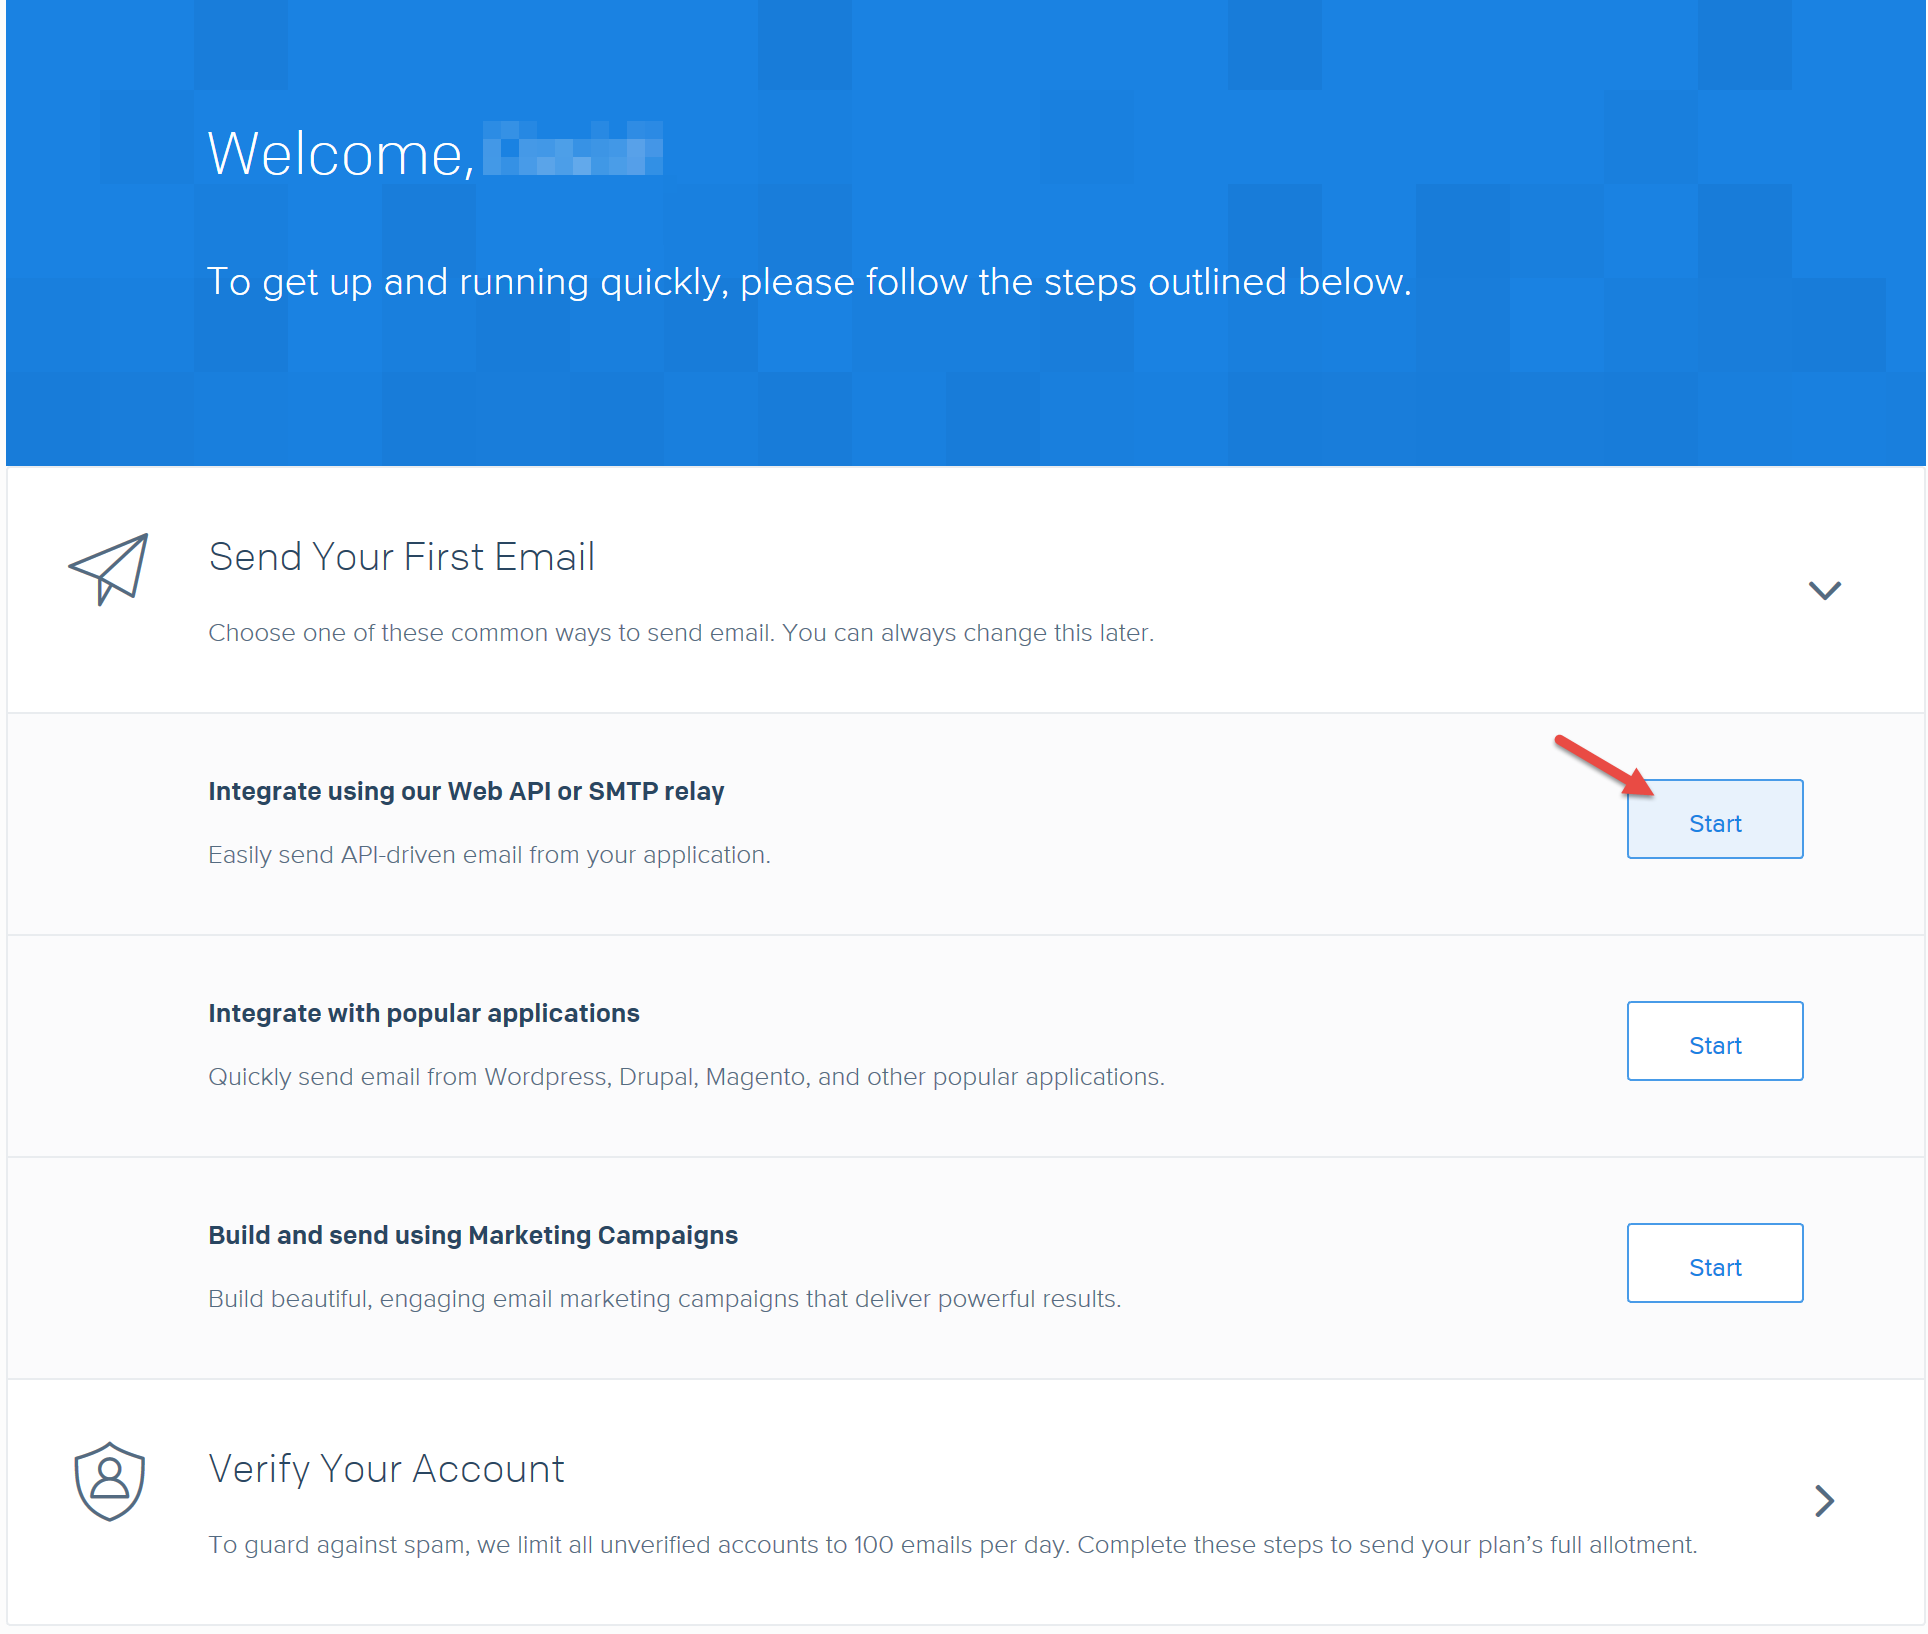 Welcome,
To get up and running quickly, please follow the steps outlined below.
Send Your First Email
Choose one of these common ways to send email. You can always change this later.
Integrate using our Web API or SMTP relay
Easily send API-driven email from your application.
Start
Integrate with popular applications
Quickly send email from Wordpress, Drupal, Magento, and other popular applications.
Start
Build and send using Marketing Campaigns
Build beautiful, engaging email marketing campaigns that deliver powerful results.
Start
Verify Your Account
To guard against spam, we limit all unverified accounts to 100 emails per day. Complete these steps to send your plan’s full allotment.